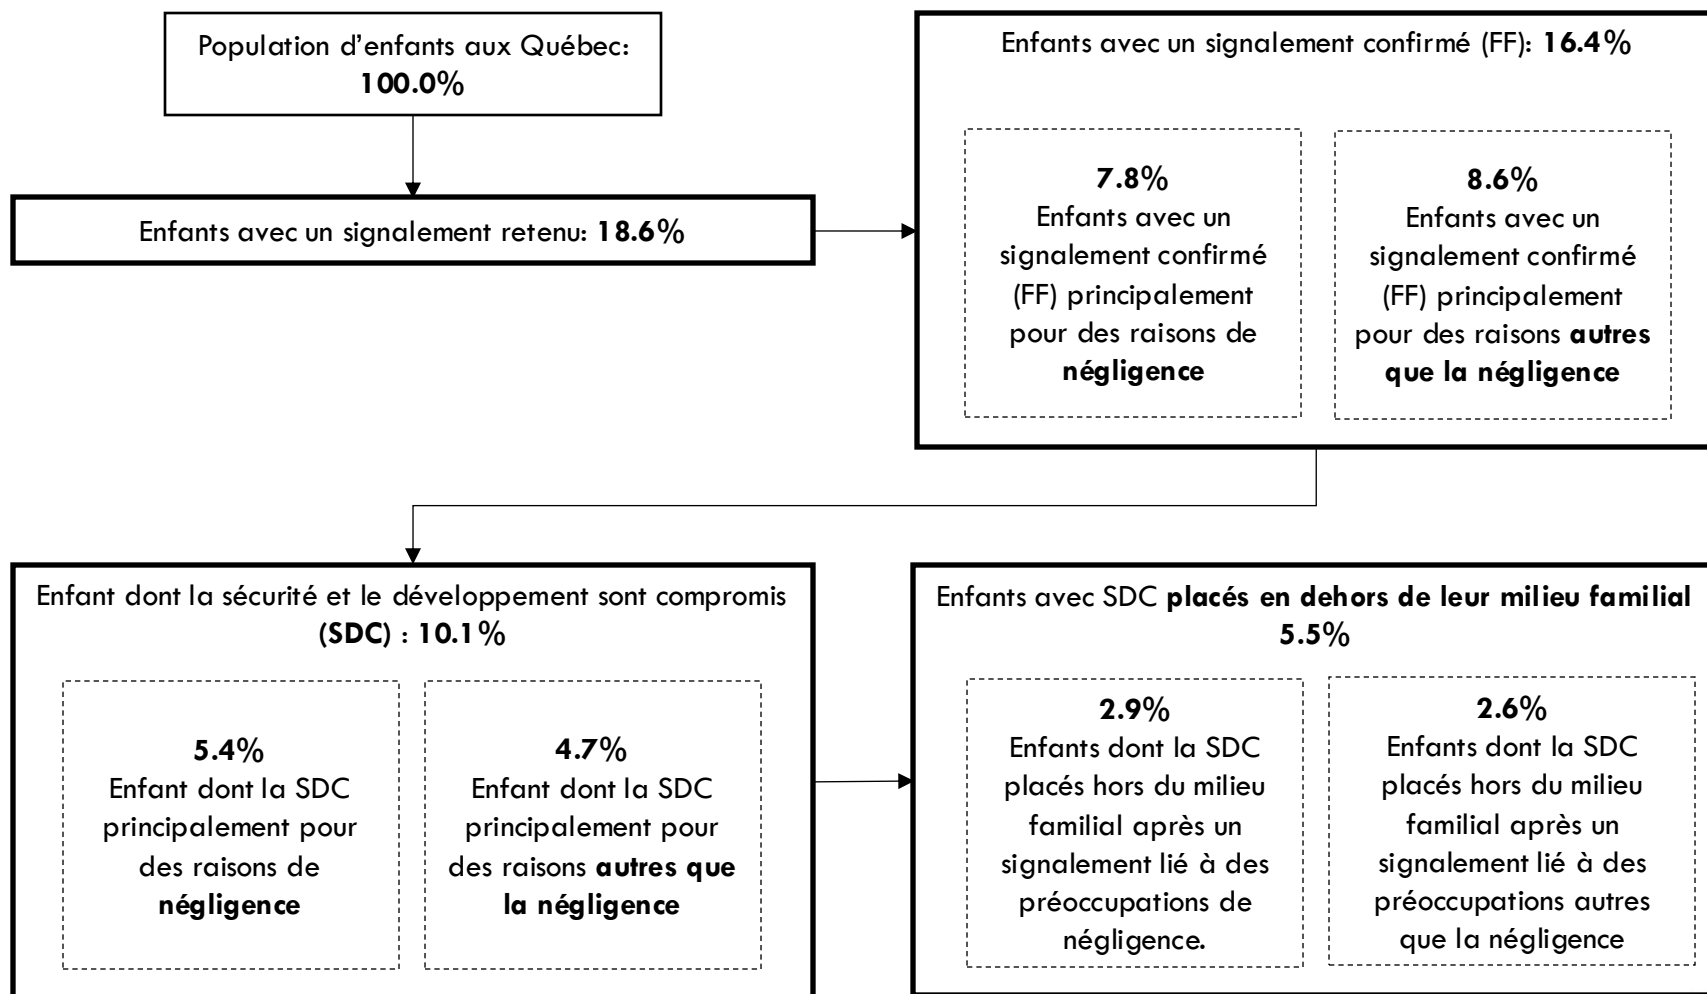 Population d’enfants aux Québec:
100.0%
Enfants avec un signalement retenu: 18.6%
Enfants avec un signalement confirmé (FF): 16.4%
7.8%
Enfants avec un
signalement confirmé
(FF) principalement
pour des raisons de
négligence
8.6%
Enfants avec un
signalement confirmé
(FF) principalement
pour des raisons autres
que la négligence
Enfant dont la sécurité et le développement sont compromis
(SDC) : 10.1%
5.4%
Enfant dont la SDC
principalement pour
des raisons de
négligence
4.7%
Enfant dont la SDC
principalement pour
des raisons autres que
la négligence
Enfants avec SDC placés en dehors de leur milieu familial
5.5%
2.9%
Enfants dont la SDC
placés hors du milieu
familial après un
signalement lié à des
préoccupations de
négligence.
2.6%
Enfants dont la SDC
placés hors du milieu
familial après un
signalement lié à des
préoccupations autres
que la négligence